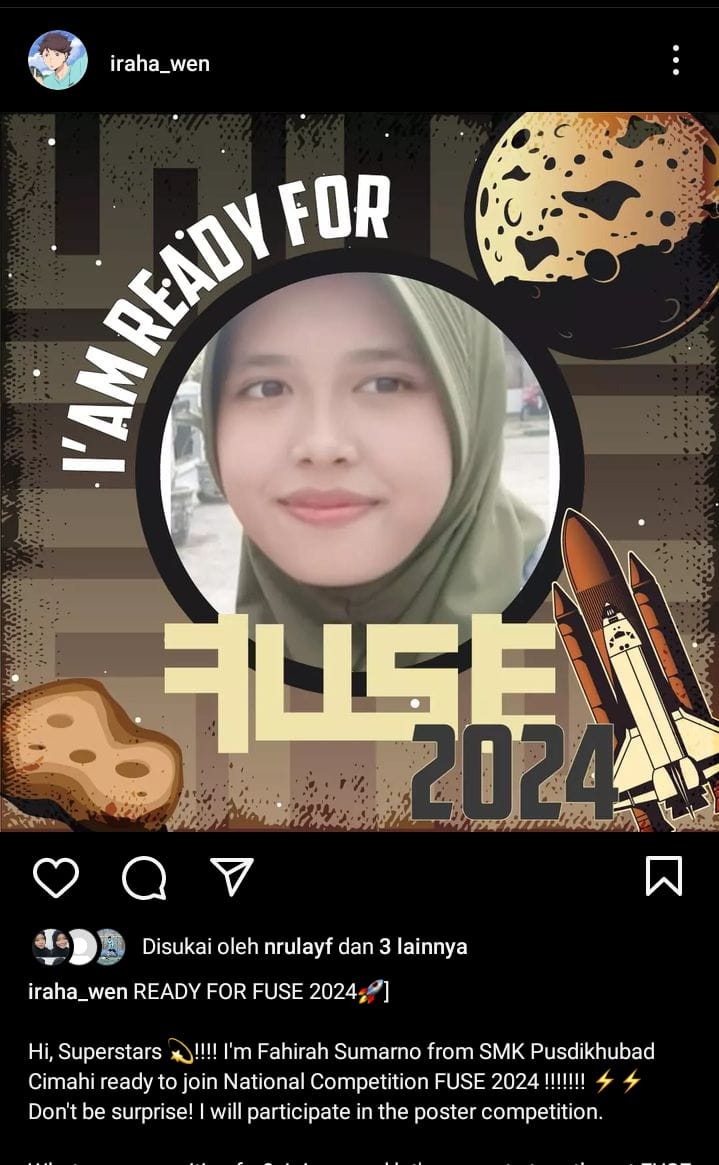 iraha_wen
I'AM READY FOR
FUSE
2024
Disukai oleh nrulayf dan 3 lainnya
iraha_wen READY FOR FUSE 2024🚀]
Hi, Superstars 💫!!!! I'm Fahirah Sumarno from SMK Pusdikhubad
Cimahi ready to join National Competition FUSE 2024 !!!!!!! ⚡⚡
Don't be surprise! I will participate in the poster competition.